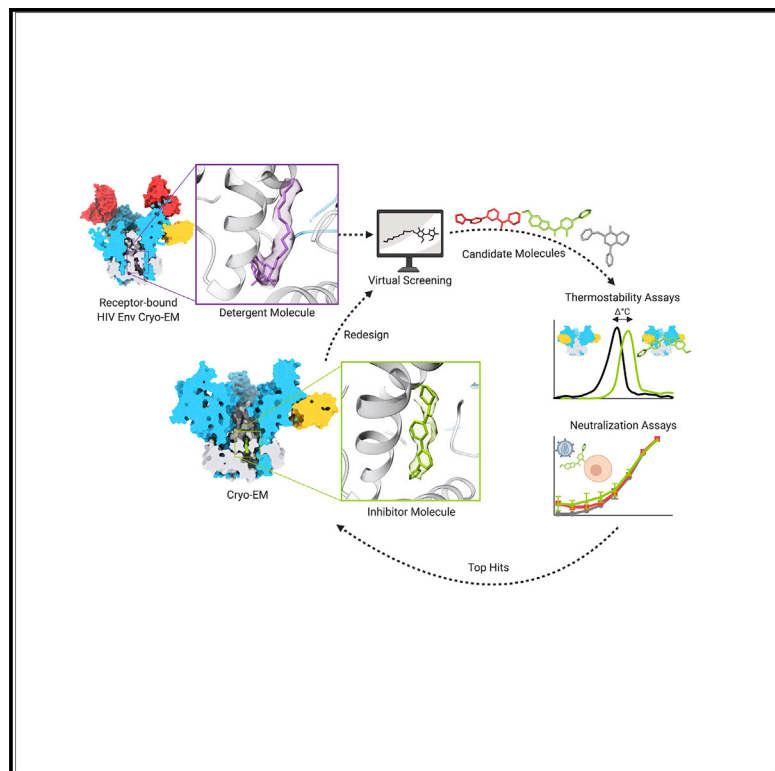 Receptor-bound
HIV Env Cryo-EM
Detergent Molecule
Virtual Screening
Candidate Molecules
Thermostability Assays
Δ°C
Redesign
Neutralization Assays
Cryo-EM
Inhibitor Molecule
Top Hits